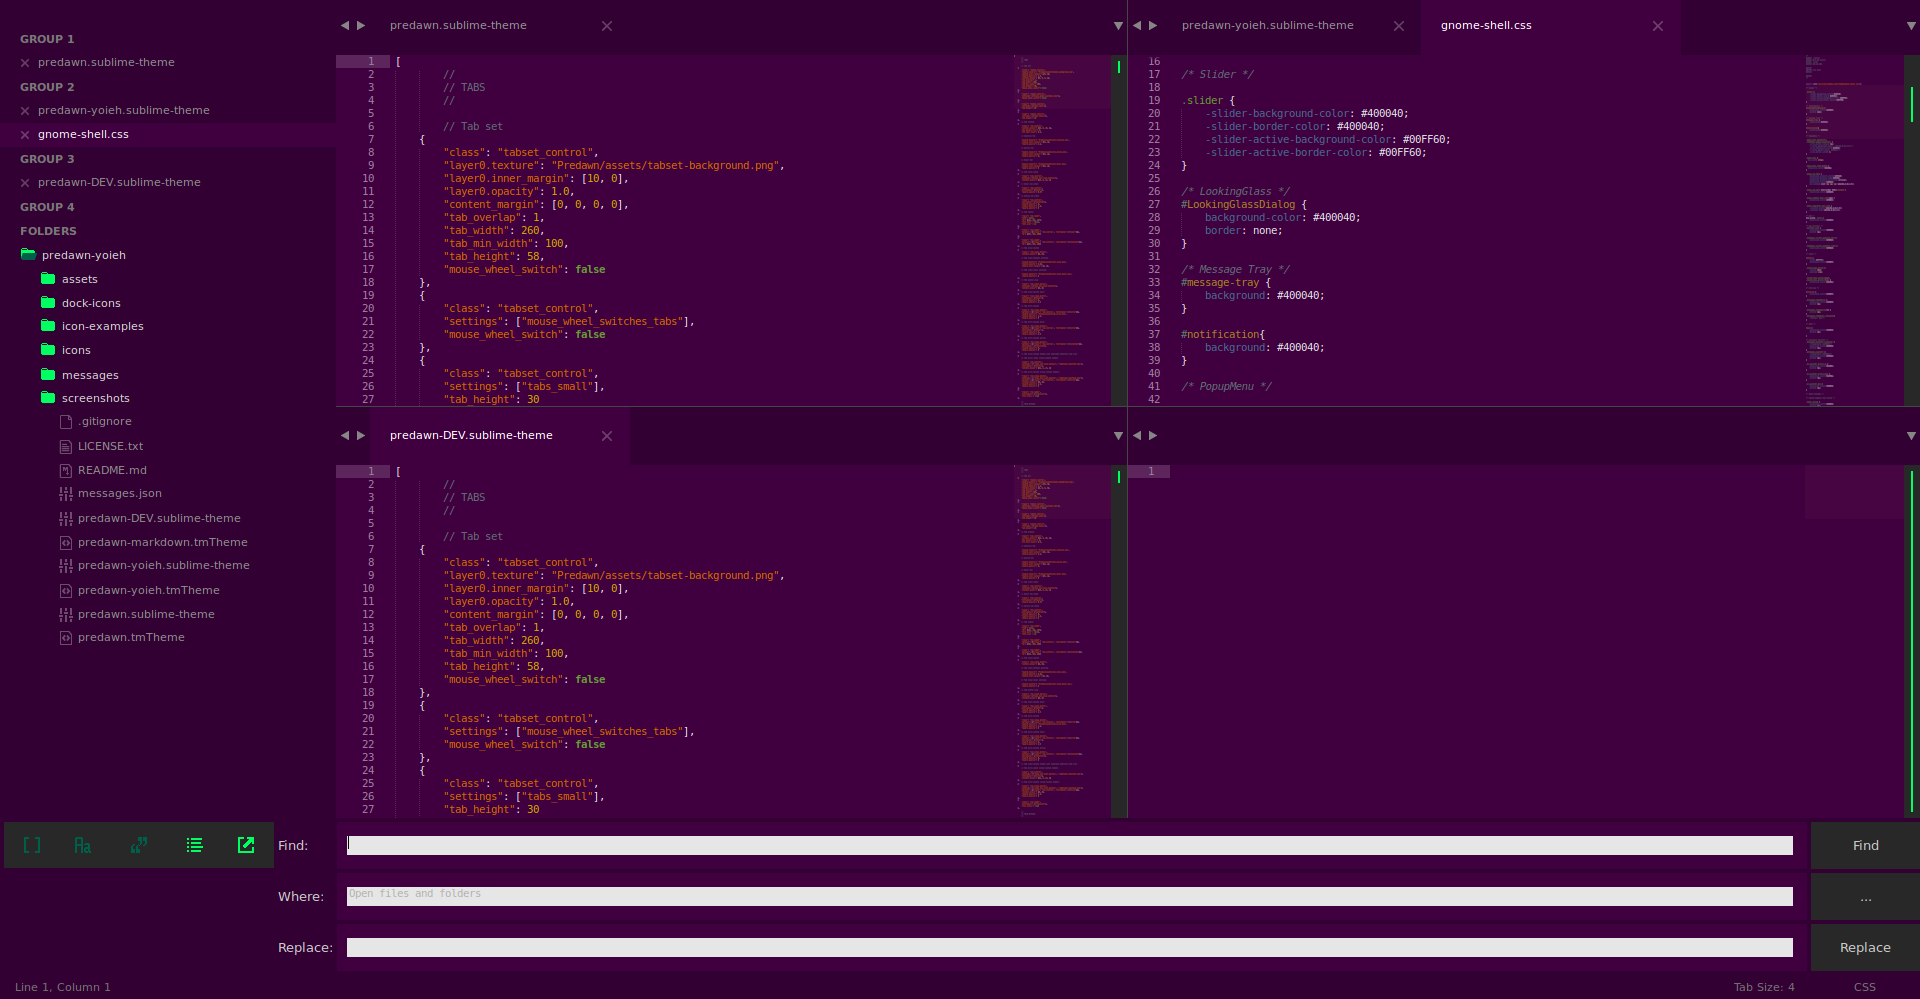 GROUP 1
predawn.sublime-theme
GROUP 2
predawn-yoieh.sublime-theme
gnome-shell.css
GROUP 3
predawn-DEV.sublime-theme
GROUP 4
FOLDERS
predawn-yoieh
assets
dock-icons
icon-examples
icons
messages
screenshots
.gitignore
LICENSE.txt
README.md
messages.json
predawn-DEV.sublime-theme
predawn-markdown.tmTheme
predawn-yoieh.sublime-theme
predawn-yoieh.tmTheme
predawn.sublime-theme
predawn.tmTheme
predawn.sublime-theme
1 [
2 //
3 // TABS
4 //
5
6 // Tab set
7 {
8 "class": "tabset_control",
9 "layer0.texture": "Predawn/assets/tabset-background.png",
10 "layer0.inner_margin": [10, 0],
11 "layer0.opacity": 1.0,
12 "content_margin": [0, 0, 0, 0],
13 "tab_overlap": 1,
14 "tab_width": 260,
15 "tab_min_width": 100,
16 "tab_height": 58,
17 "mouse_wheel_switch": false
18 },
19 {
20 "class": "tabset_control",
21 "settings": ["mouse_wheel_switches_tabs"],
22 "mouse_wheel_switch": false
23 },
24 {
25 "class": "tabset_control",
26 "settings": ["tabs_small"],
27 "tab_height": 30
predawn-yoieh.sublime-theme
gnome-shell.css
16
17 /* Slider */
18
19 .slider {
20 -slider-background-color: #400040;
21 -slider-border-color: #400040;
22 -slider-active-background-color: #00FF60;
23 -slider-active-border-color: #00FF60;
24 }
25
26 /* LookingGlass */
27 #LookingGlassDialog {
28 background-color: #400040;
29 border: none;
30 }
31
32 /* Message Tray */
33 #message-tray {
34 background: #400040;
35 }
36
37 #notification{
38 background: #400040;
39 }
40
41 /* PopupMenu */
42
predawn-DEV.sublime-theme
1 [
2 //
3 // TABS
4 //
5
6 // Tab set
7 {
8 "class": "tabset_control",
9 "layer0.texture": "Predawn/assets/tabset-background.png",
10 "layer0.inner_margin": [10, 0],
11 "layer0.opacity": 1.0,
12 "content_margin": [0, 0, 0, 0],
13 "tab_overlap": 1,
14 "tab_width": 260,
15 "tab_min_width": 100,
16 "tab_height": 58,
17 "mouse_wheel_switch": false
18 },
19 {
20 "class": "tabset_control",
21 "settings": ["mouse_wheel_switches_tabs"],
22 "mouse_wheel_switch": false
23 },
24 {
25 "class": "tabset_control",
26 "settings": ["tabs_small"],
27 "tab_height": 30
1
Find:
Find
Where:
Open files and folders
...
Replace:
Replace
Line 1, Column 1
Tab Size: 4
CSS